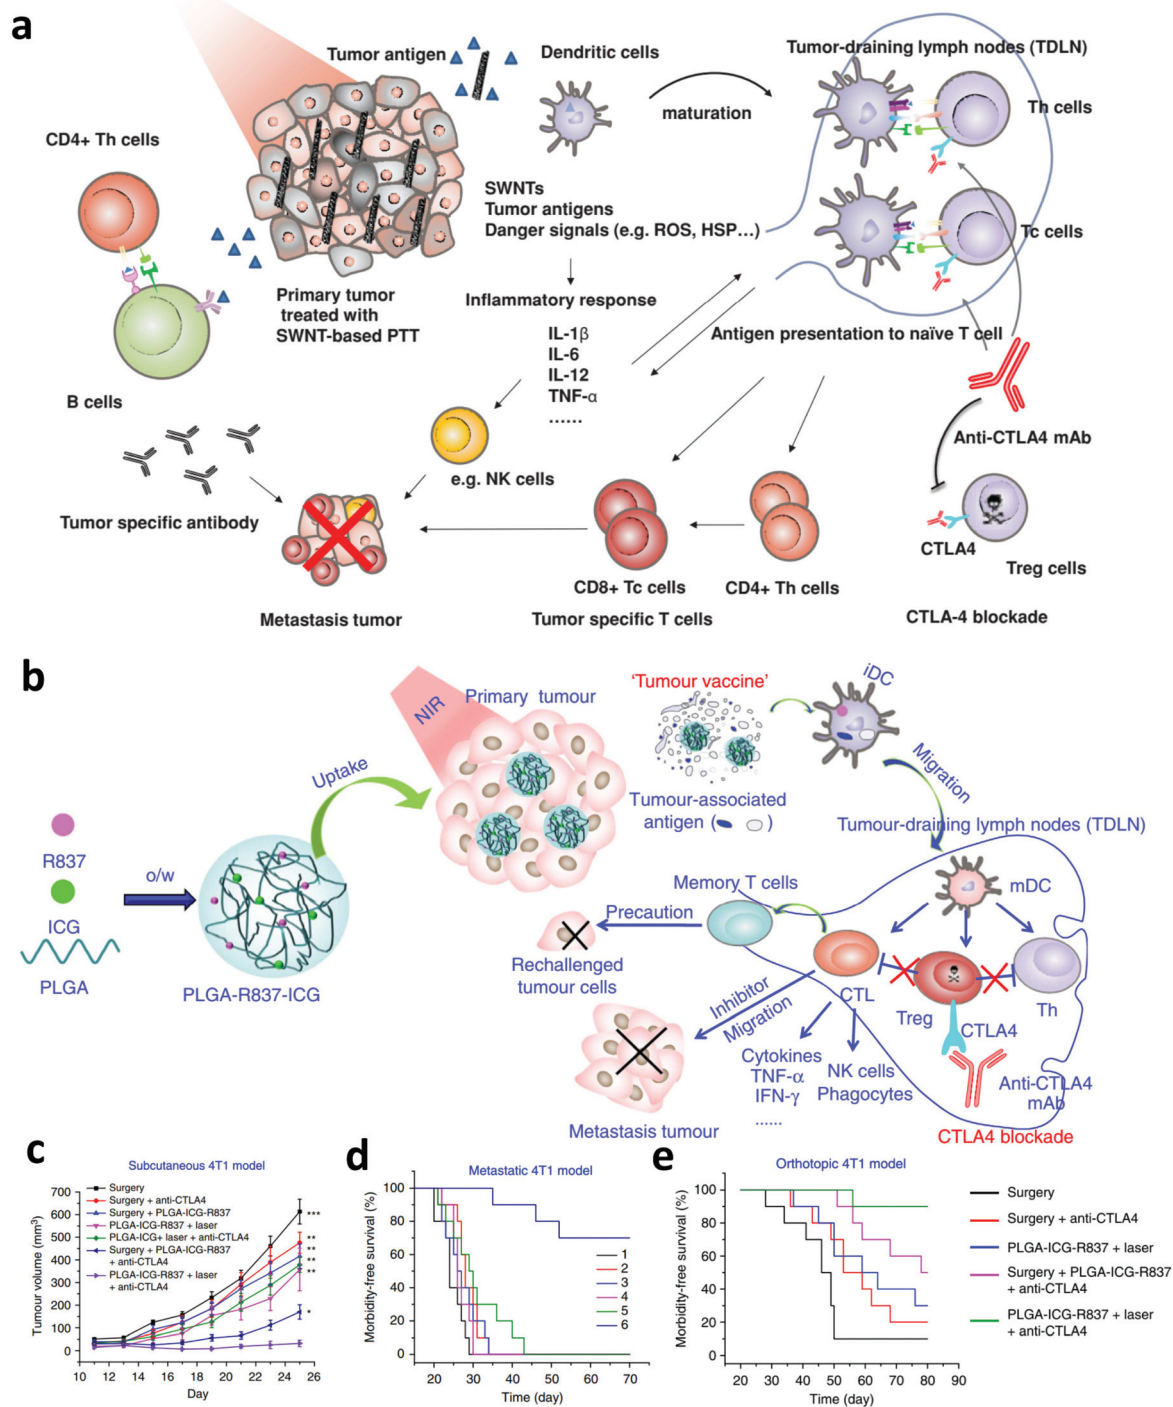 a
Tumor antigen
Dendritic cells
Tumor-draining lymph nodes (TDLN)
maturation
Th cells
CD4+ Th cells
SWNTs
Tumor antigens
Danger signals (e.g. ROS, HSP...)
Tc cells
Primary tumor
treated with
SWNT-based PTT
Inflammatory response
IL-1β
IL-6
IL-12
TNF-α
......
Antigen presentation to naïve T cell
B cells
Anti-CTLA4 mAb
e.g. NK cells
Tumor specific antibody
CTLA4
Treg cells
CD8+ Tc cells
CD4+ Th cells
Metastasis tumor
Tumor specific T cells
CTLA-4 blockade
b
NIR
Primary tumour
'Tumour vaccine'
iDC
Uptake
Migration
Tumour-associated
antigen ( )
Tumour-draining lymph nodes (TDLN)
R837
o/w
ICG
PLGA
PLGA-R837-ICG
Memory T cells
mDC
Precaution
Rechallenged
tumour cells
CTL
Treg
CTLA4
Th
Inhibitor
Migration
Cytokines
TNF-α
IFN-γ
......
NK cells
Phagocytes
Anti-CTLA4
mAb
Metastasis tumour
CTLA4 blockade
c
Subcutaneous 4T1 model
Surgery
Surgery + anti-CTLA4
Surgery + PLGA-ICG-R837
PLGA-ICG-R837 + laser
PLGA-ICG+ laser + anti-CTLA4
Surgery + PLGA-ICG-R837
+ anti-CTLA4
PLGA-ICG-R837 + laser
+ anti-CTLA4
***
**
**
**
**
*
Tumour volume (mm³)
700
600
500
400
300
200
100
0
10 12 14 16 18 20 22 24 26
Day
d
Metastatic 4T1 model
Morbidity-free survival (%)
100
80
60
40
20
0
1
2
3
4
5
6
20 30 40 50 60 70
Time (day)
e
Orthotopic 4T1 model
Morbidity-free survival (%)
100
80
60
40
20
0
20 30 40 50 60 70 80 90
Time (day)
Surgery
Surgery + anti-CTLA4
PLGA-ICG-R837 + laser
Surgery + PLGA-ICG-R837
+ anti-CTLA4
PLGA-ICG-R837 + laser
+ anti-CTLA4